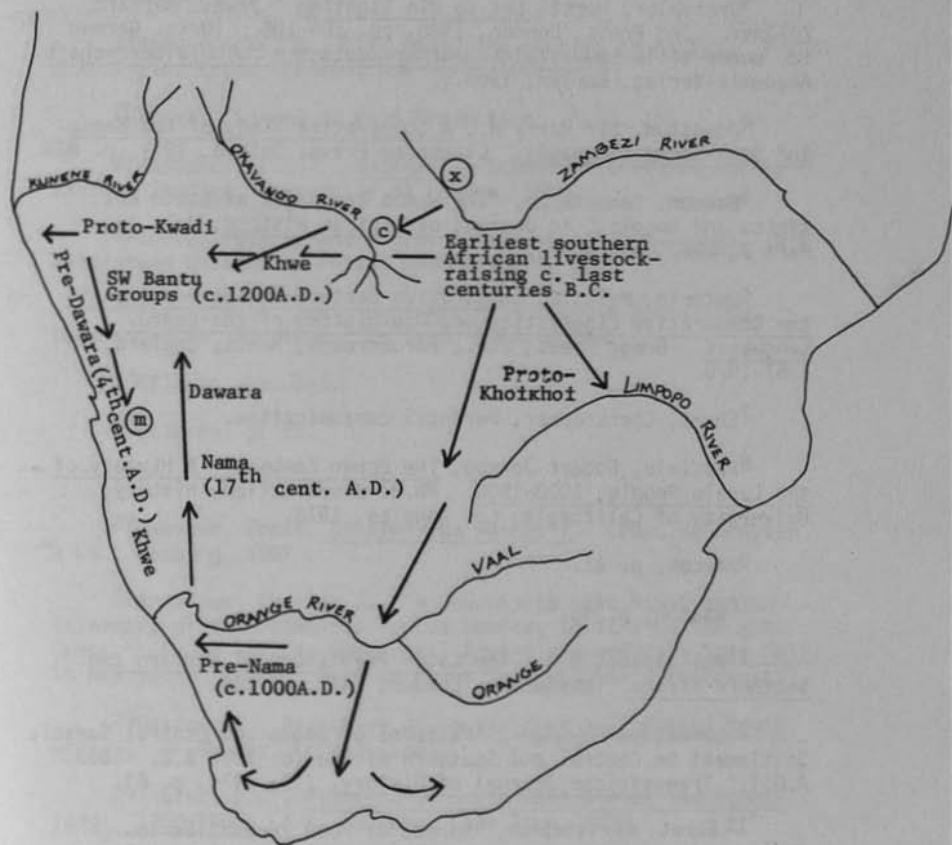 KUNENE RIVER
OKAVANGO RIVER
x
ZAMBEZI RIVER
c
Proto-Kwadi
Khwe
Earliest southern
African livestock-
raising c. last
centuries B.C.
SW Bantu
Groups (c.1200A.D.)
Pre-Dawara(4th cent.A.D.) Khwe
m
Dawara
Proto-
Khoikhoi
LIMPOPO RIVER
Nama
(17th cent. A.D.)
VAAL
ORANGE RIVER
ORANGE
Pre-Nama
(c.1000A.D.)